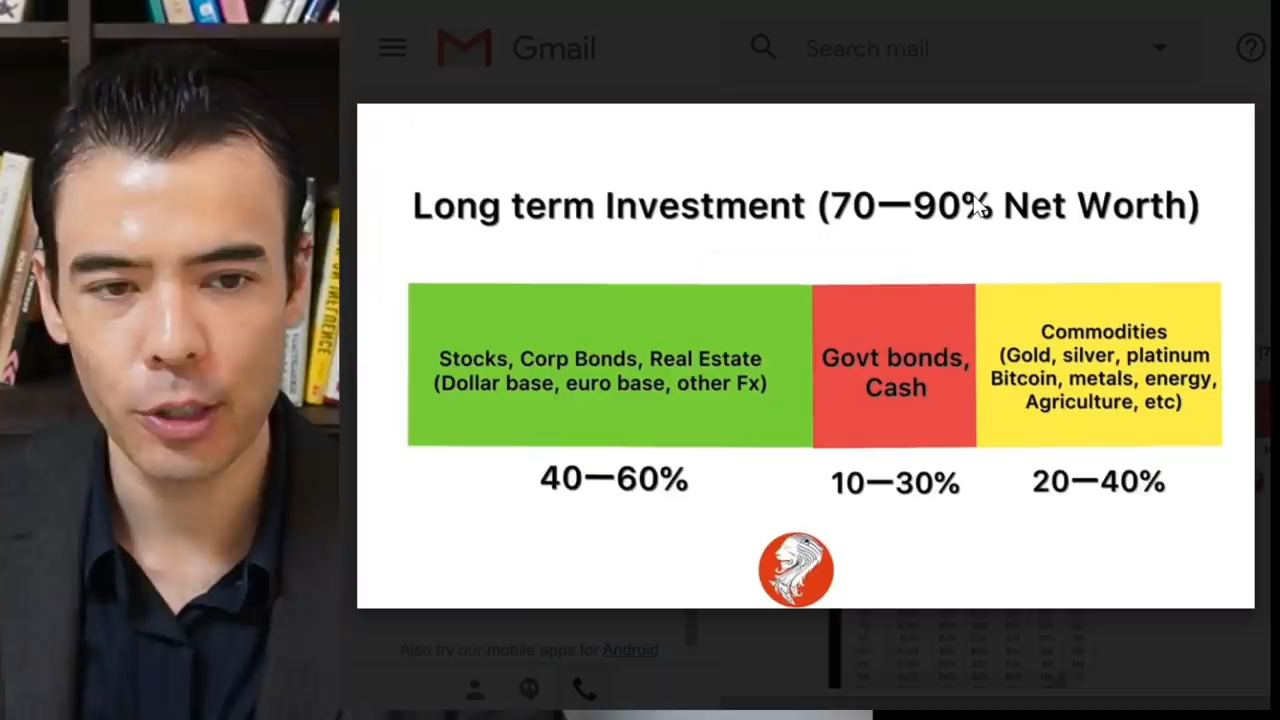 Gmail
Search mail
Long term Investment (70—90% Net Worth)
Stocks, Corp Bonds, Real Estate
(Dollar base, euro base, other Fx)
Govt bonds,
Cash
Commodities
(Gold, silver, platinum
Bitcoin, metals, energy,
Agriculture, etc)
40—60%
10—30%
20—40%
Also try our mobile apps for Android